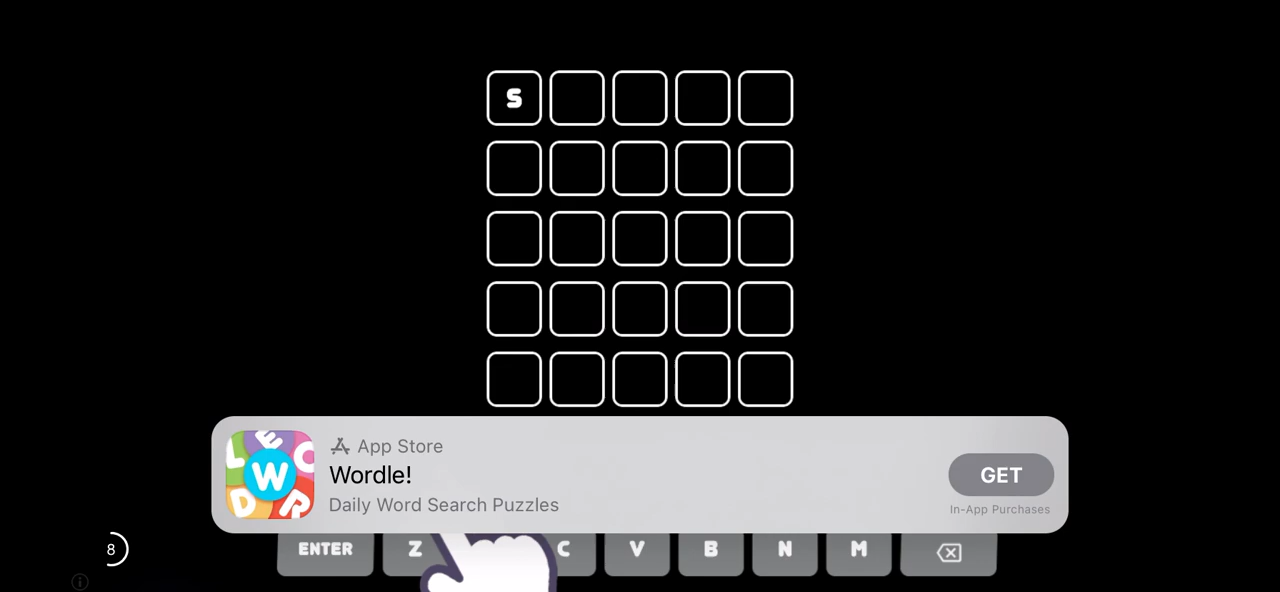 S
App Store
Wordle!
Daily Word Search Puzzles
GET
In-App Purchases
L E C W D R
8
ENTER Z C V B N M